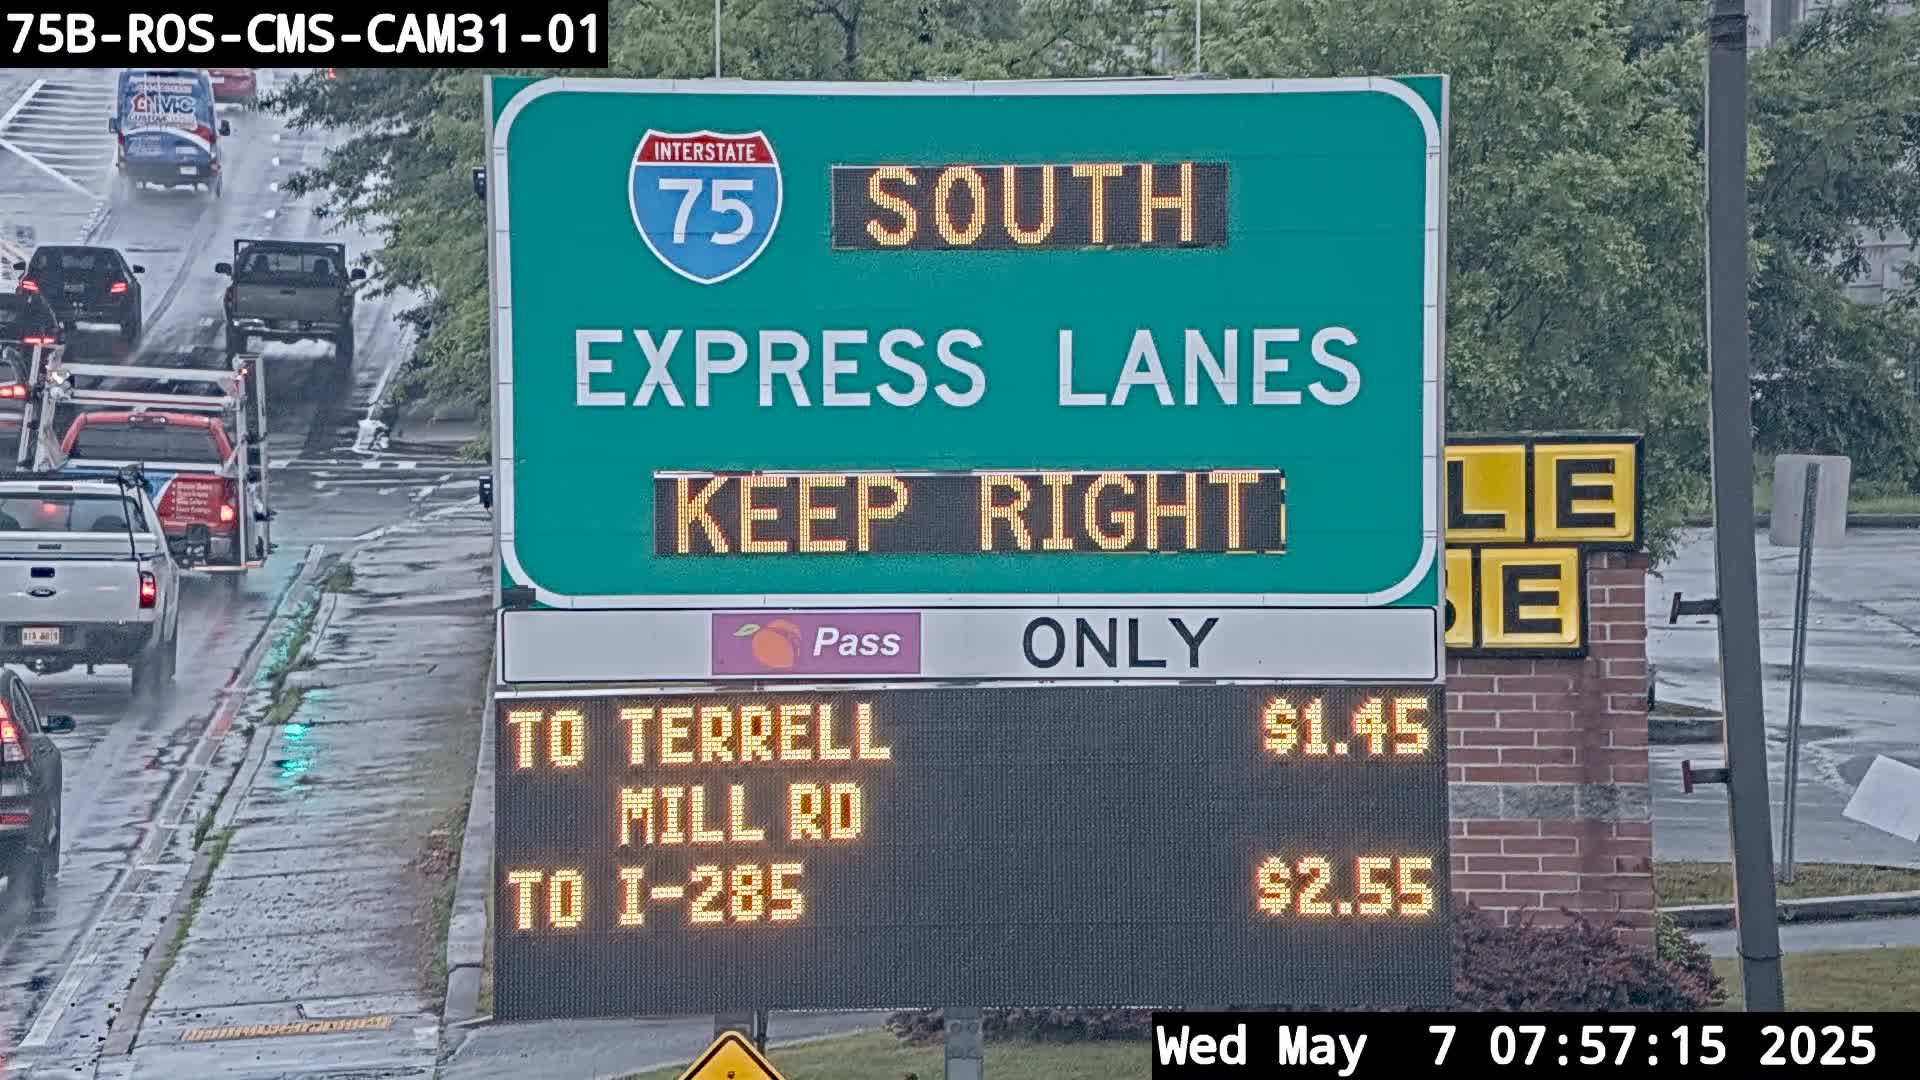 75B-ROS-CMS-CAM31-01
INTERSTATE
75
SOUTH
EXPRESS LANES
KEEP RIGHT
Pass ONLY
TO TERRELL $1.45
MILL RD
TO I-285 $2.55
LE
E
Wed May 7 07:57:15 2025